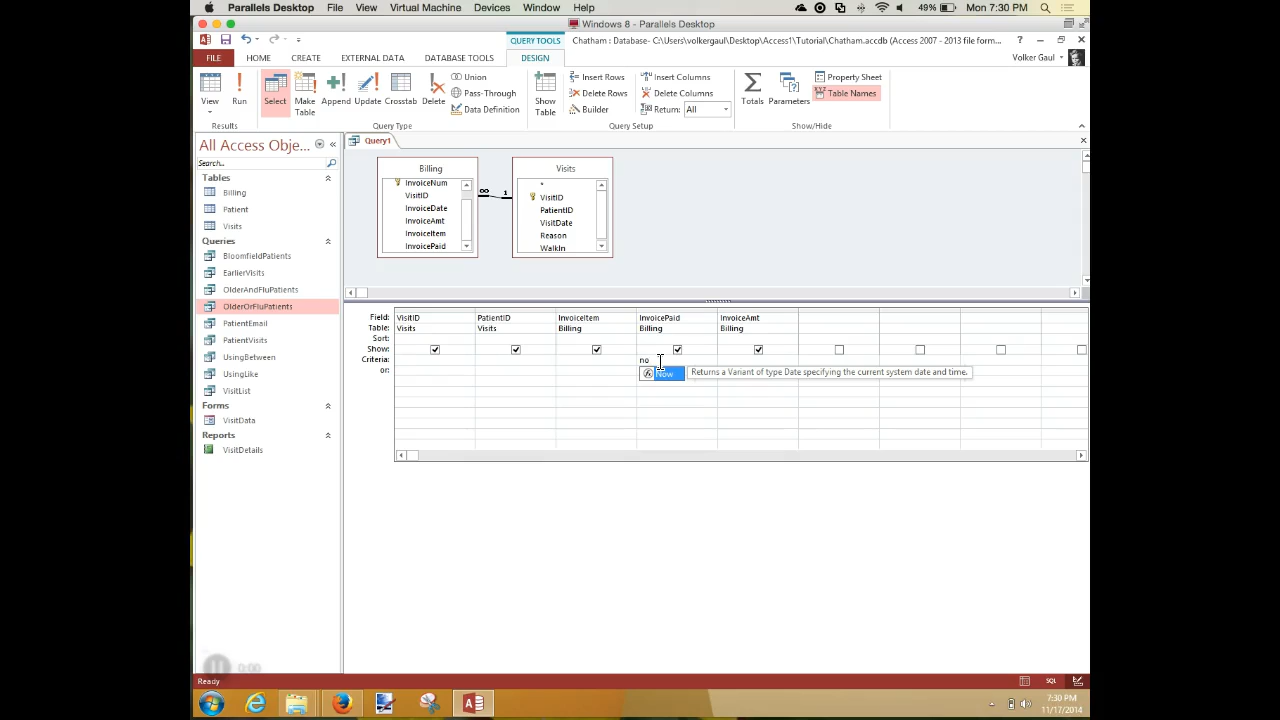 Parallels Desktop File View Virtual Machine Devices Window Help 49% Mon 7:30 PM
Windows 8 - Parallels Desktop
QUERY TOOLS Chatham : Database- C:\Users\volkergaul\Desktop\Access1\Tutorial\Chatham.accdb (Access 2007 - 2013 file form... ?
FILE HOME CREATE EXTERNAL DATA DATABASE TOOLS DESIGN Volker Gaul
View Run Select Make Table Append Update Crosstab Delete Union Pass-Through Data Definition Show Table Insert Rows Delete Rows Builder Insert Columns Delete Columns Return: All Totals Parameters Property Sheet Table Names
Results Query Type Query Setup Show/Hide
All Access Obje...
Search...
Tables
Billing
Patient
Visits
Queries
BloomfieldPatients
EarlierVisits
OlderAndFluPatients
OlderOrFluPatients
PatientEmail
PatientVisits
UsingBetween
UsingLike
VisitList
Forms
VisitData
Reports
VisitDetails
Query1
Billing
InvoiceNum
VisitID
InvoiceDate
InvoiceAmt
InvoiceItem
InvoicePaid
∞ 1
Visits
*
VisitID
PatientID
VisitDate
Reason
WalkIn
Field: VisitID PatientID InvoiceItem InvoicePaid InvoiceAmt
Table: Visits Visits Billing Billing Billing
Sort:
Show:
Criteria: no
or:
Now Returns a Variant of type Date specifying the current system date and time.
0:00
Ready SQL
7:30 PM
11/17/2014